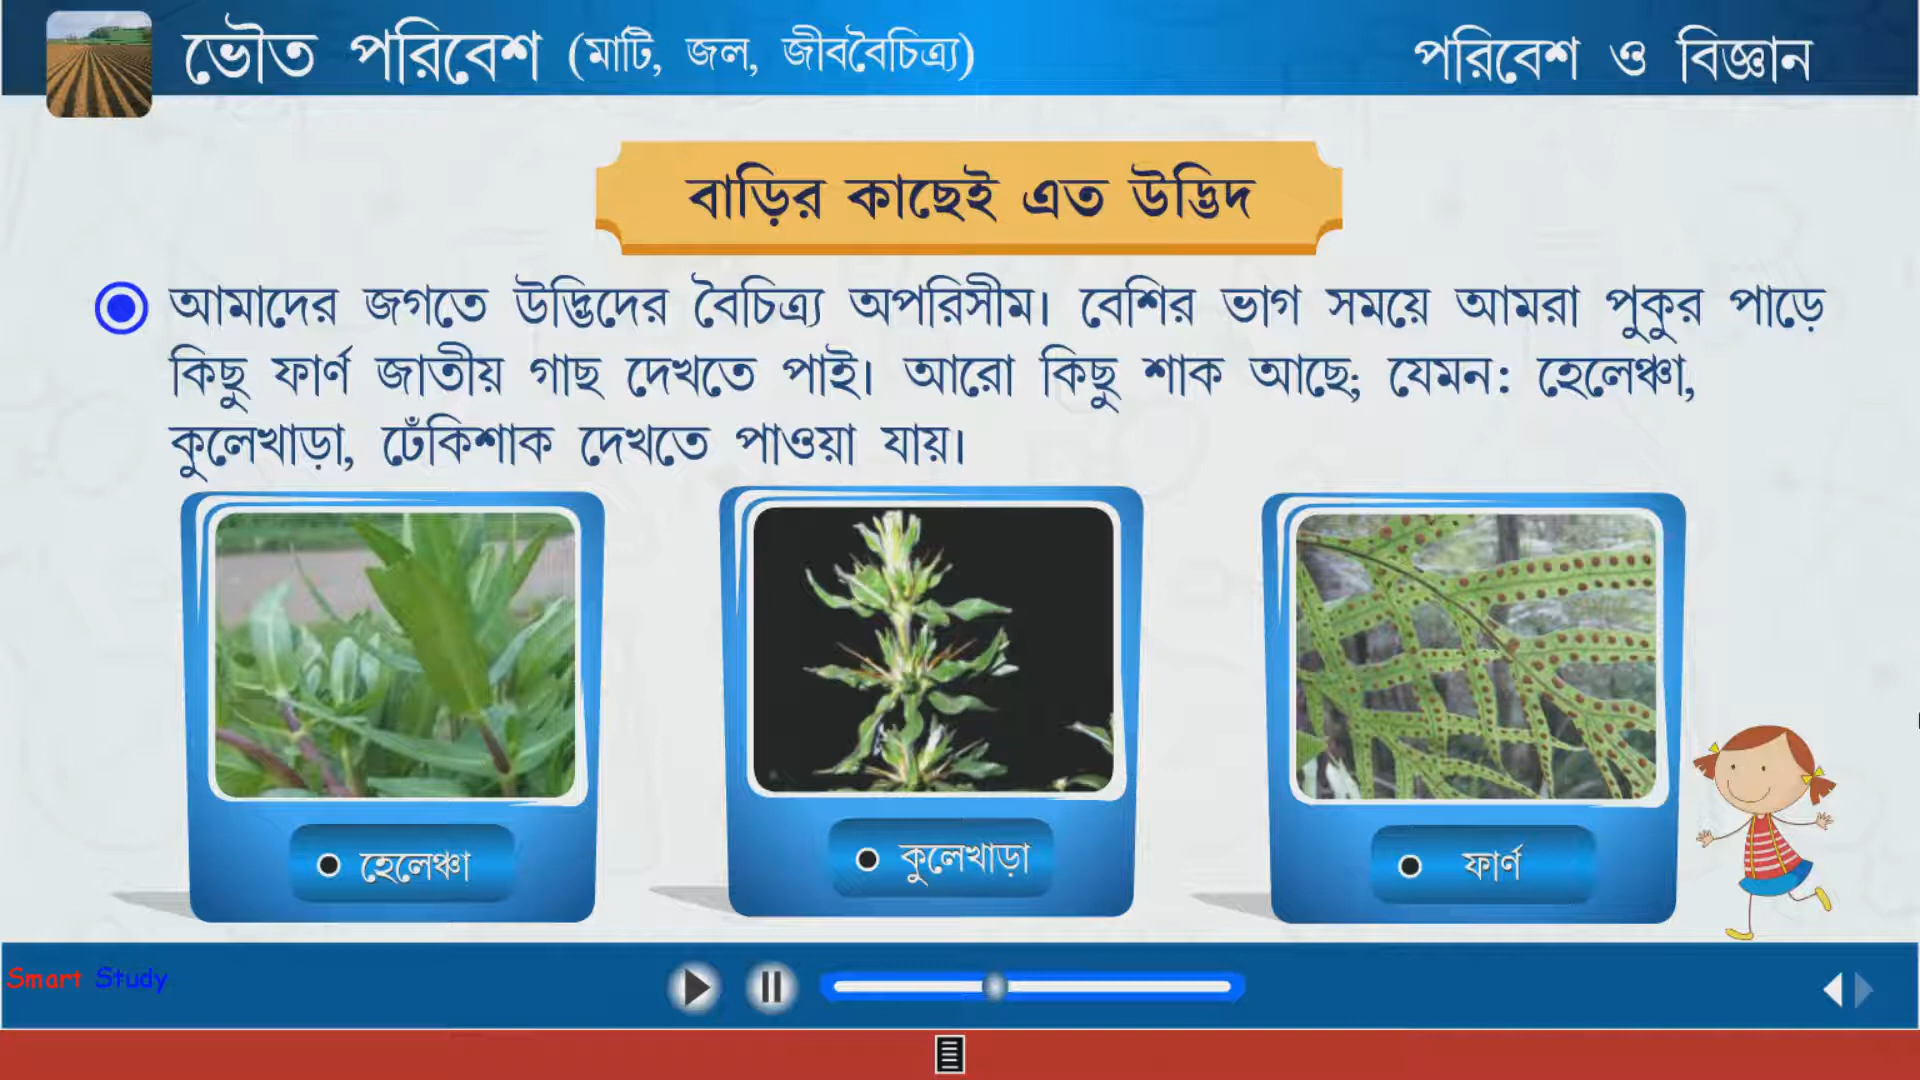 ভৌত পরিবেশ (মাটি, জল, জীববৈচিত্র্য)
পরিবেশ ও বিজ্ঞান
বাড়ির কাছেই এত উদ্ভিদ
আমাদের জগতে উদ্ভিদের বৈচিত্র্য অপরিসীম। বেশির ভাগ সময়ে আমরা পুকুর পাড়ে
কিছু ফার্ণ জাতীয় গাছ দেখতে পাই। আরো কিছু শাক আছে; যেমন: হেলেঞ্চা,
কুলেখাড়া, ঢেঁকিশাক দেখতে পাওয়া যায়।
হেলেঞ্চা
কুলেখাড়া
ফার্ণ
Smart Study